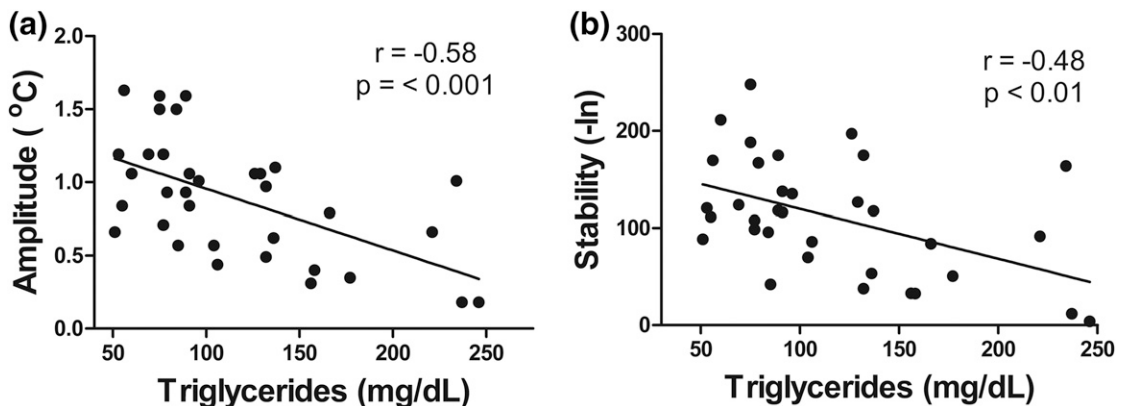 (a)
r = -0.58
p = < 0.001
Amplitude ( °C)
2.0
1.5
1.0
0.5
0.0
50 100 150 200 250
Triglycerides (mg/dL)
(b)
r = -0.48
p < 0.01
Stability (-ln)
300
200
100
0
50 100 150 200 250
Triglycerides (mg/dL)